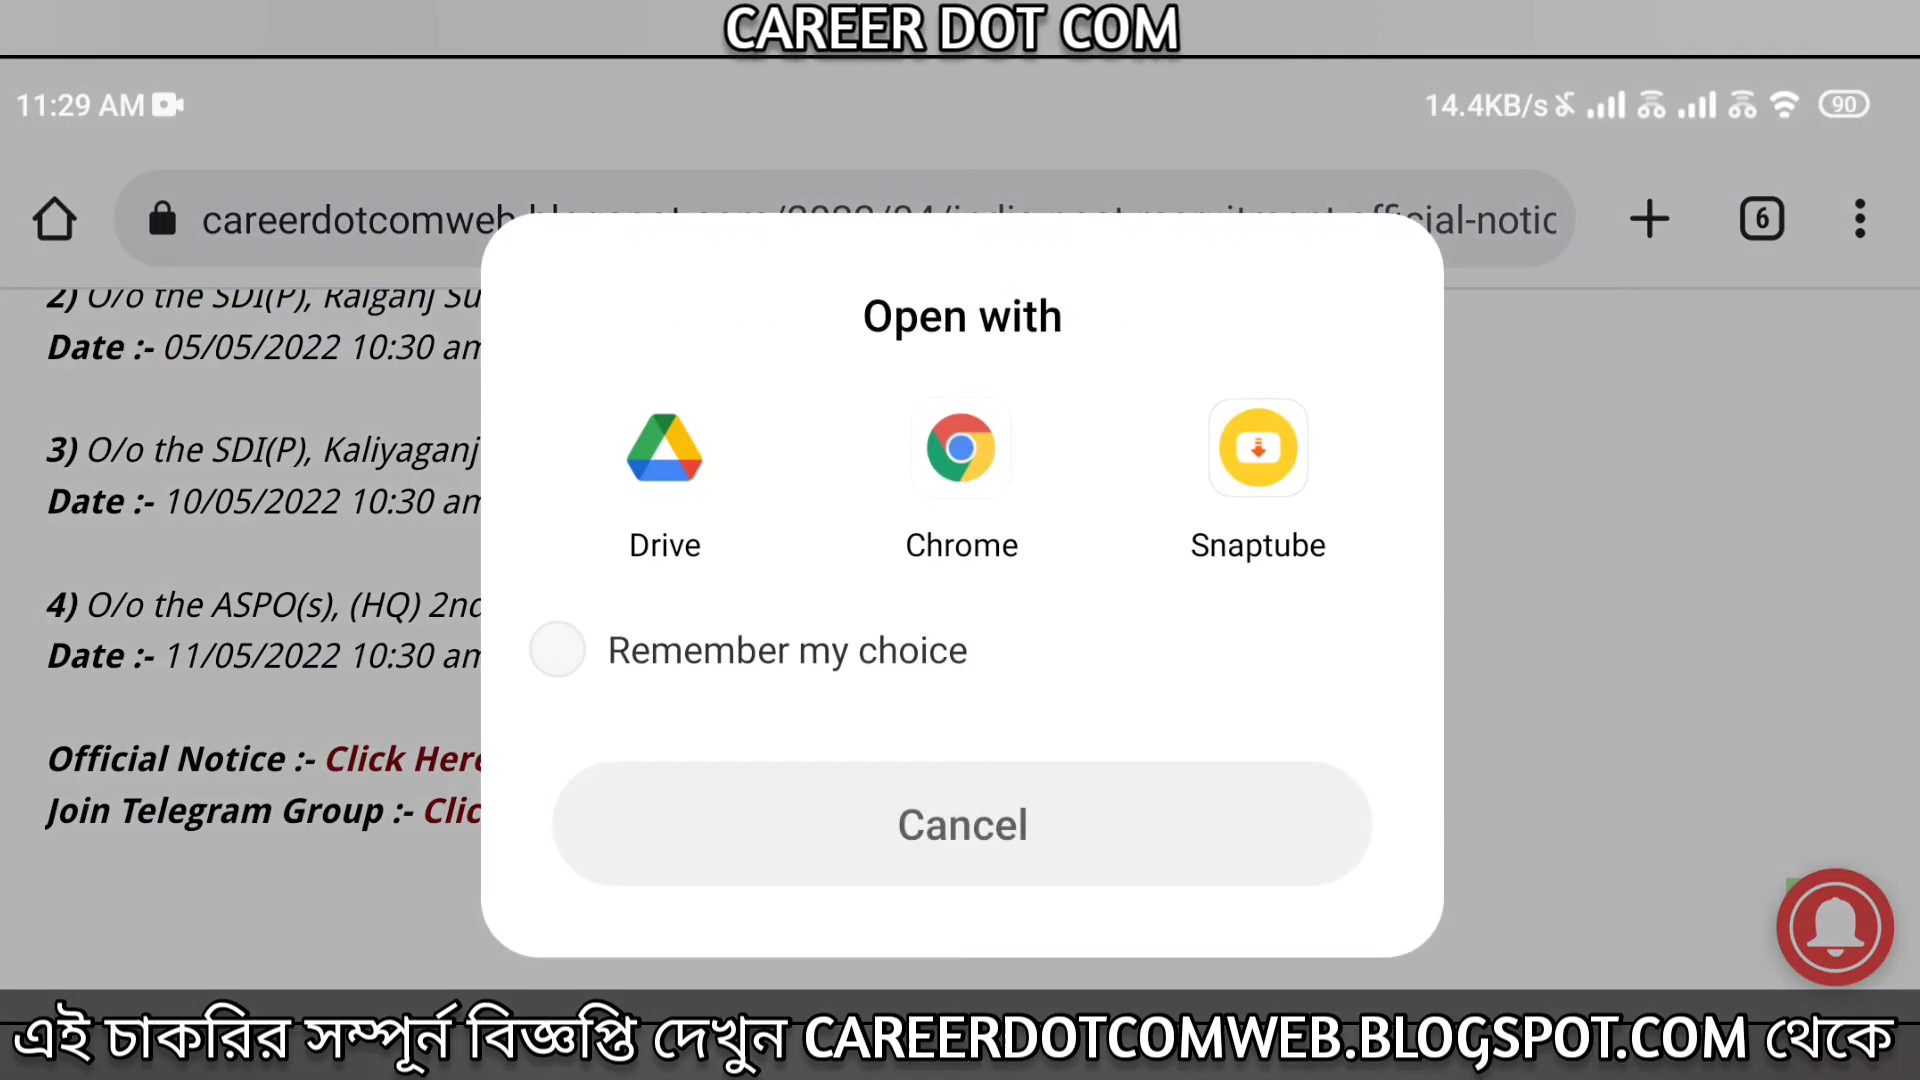 CAREER DOT COM
11:29 AM
14.4KB/s
90
careerdotcomweb
official-notic
6
2) O/o the SDI(P), Raiganj Su
Date :- 05/05/2022 10:30 am
3) O/o the SDI(P), Kaliyaganj
Date :- 10/05/2022 10:30 am
4) O/o the ASPO(s), (HQ) 2nd
Date :- 11/05/2022 10:30 am
Official Notice :- Click Here
Join Telegram Group :- Clic
Open with
Drive
Chrome
Snaptube
Remember my choice
Cancel
এই চাকরির সম্পূর্ন বিজ্ঞপ্তি দেখুন CAREERDOTCOMWEB.BLOGSPOT.COM থেকে